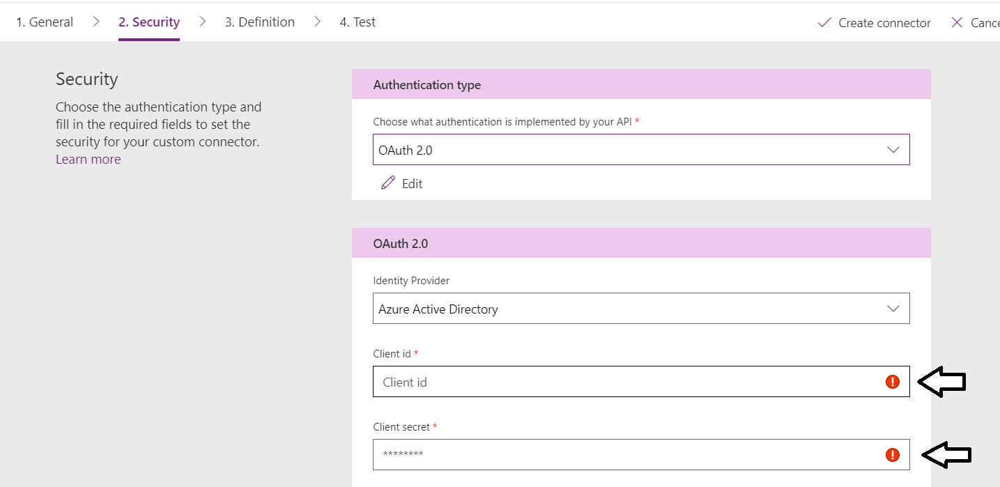 1. General > 2. Security > 3. Definition > 4. Test Create connector Cance
Security
Choose the authentication type and
fill in the required fields to set the
security for your custom connector.
Learn more
Authentication type
Choose what authentication is implemented by your API *
OAuth 2.0
Edit
OAuth 2.0
Identity Provider
Azure Active Directory
Client id *
Client id
Client secret *
********